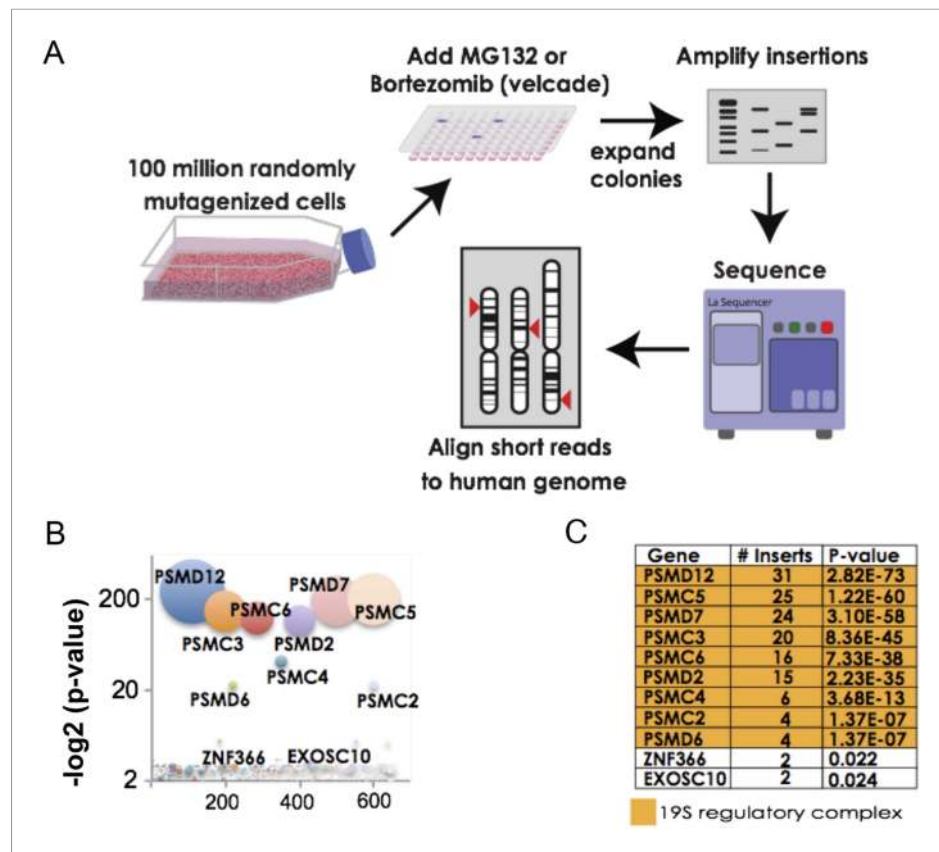 A
Add MG132 or
Bortezomib (velcade)
Amplify insertions
100 million randomly
mutagenized cells
expand
colonies
Sequence
La Sequencer
Align short reads
to human genome
B
-log2 (p-value)
200
20
2
200
400
600
PSMD12
PSMC3
PSMC6
PSMD2
PSMD7
PSMC5
PSMC4
PSMD6
PSMC2
ZNF366
EXOSC10
C
Gene # Inserts P-value
PSMD12 31 2.82E-73
PSMC5 25 1.22E-60
PSMD7 24 3.10E-58
PSMC3 20 8.36E-45
PSMC6 16 7.33E-38
PSMD2 15 2.23E-35
PSMC4 6 3.68E-13
PSMC2 4 1.37E-07
PSMD6 4 1.37E-07
ZNF366 2 0.022
EXOSC10 2 0.024
19S regulatory complex